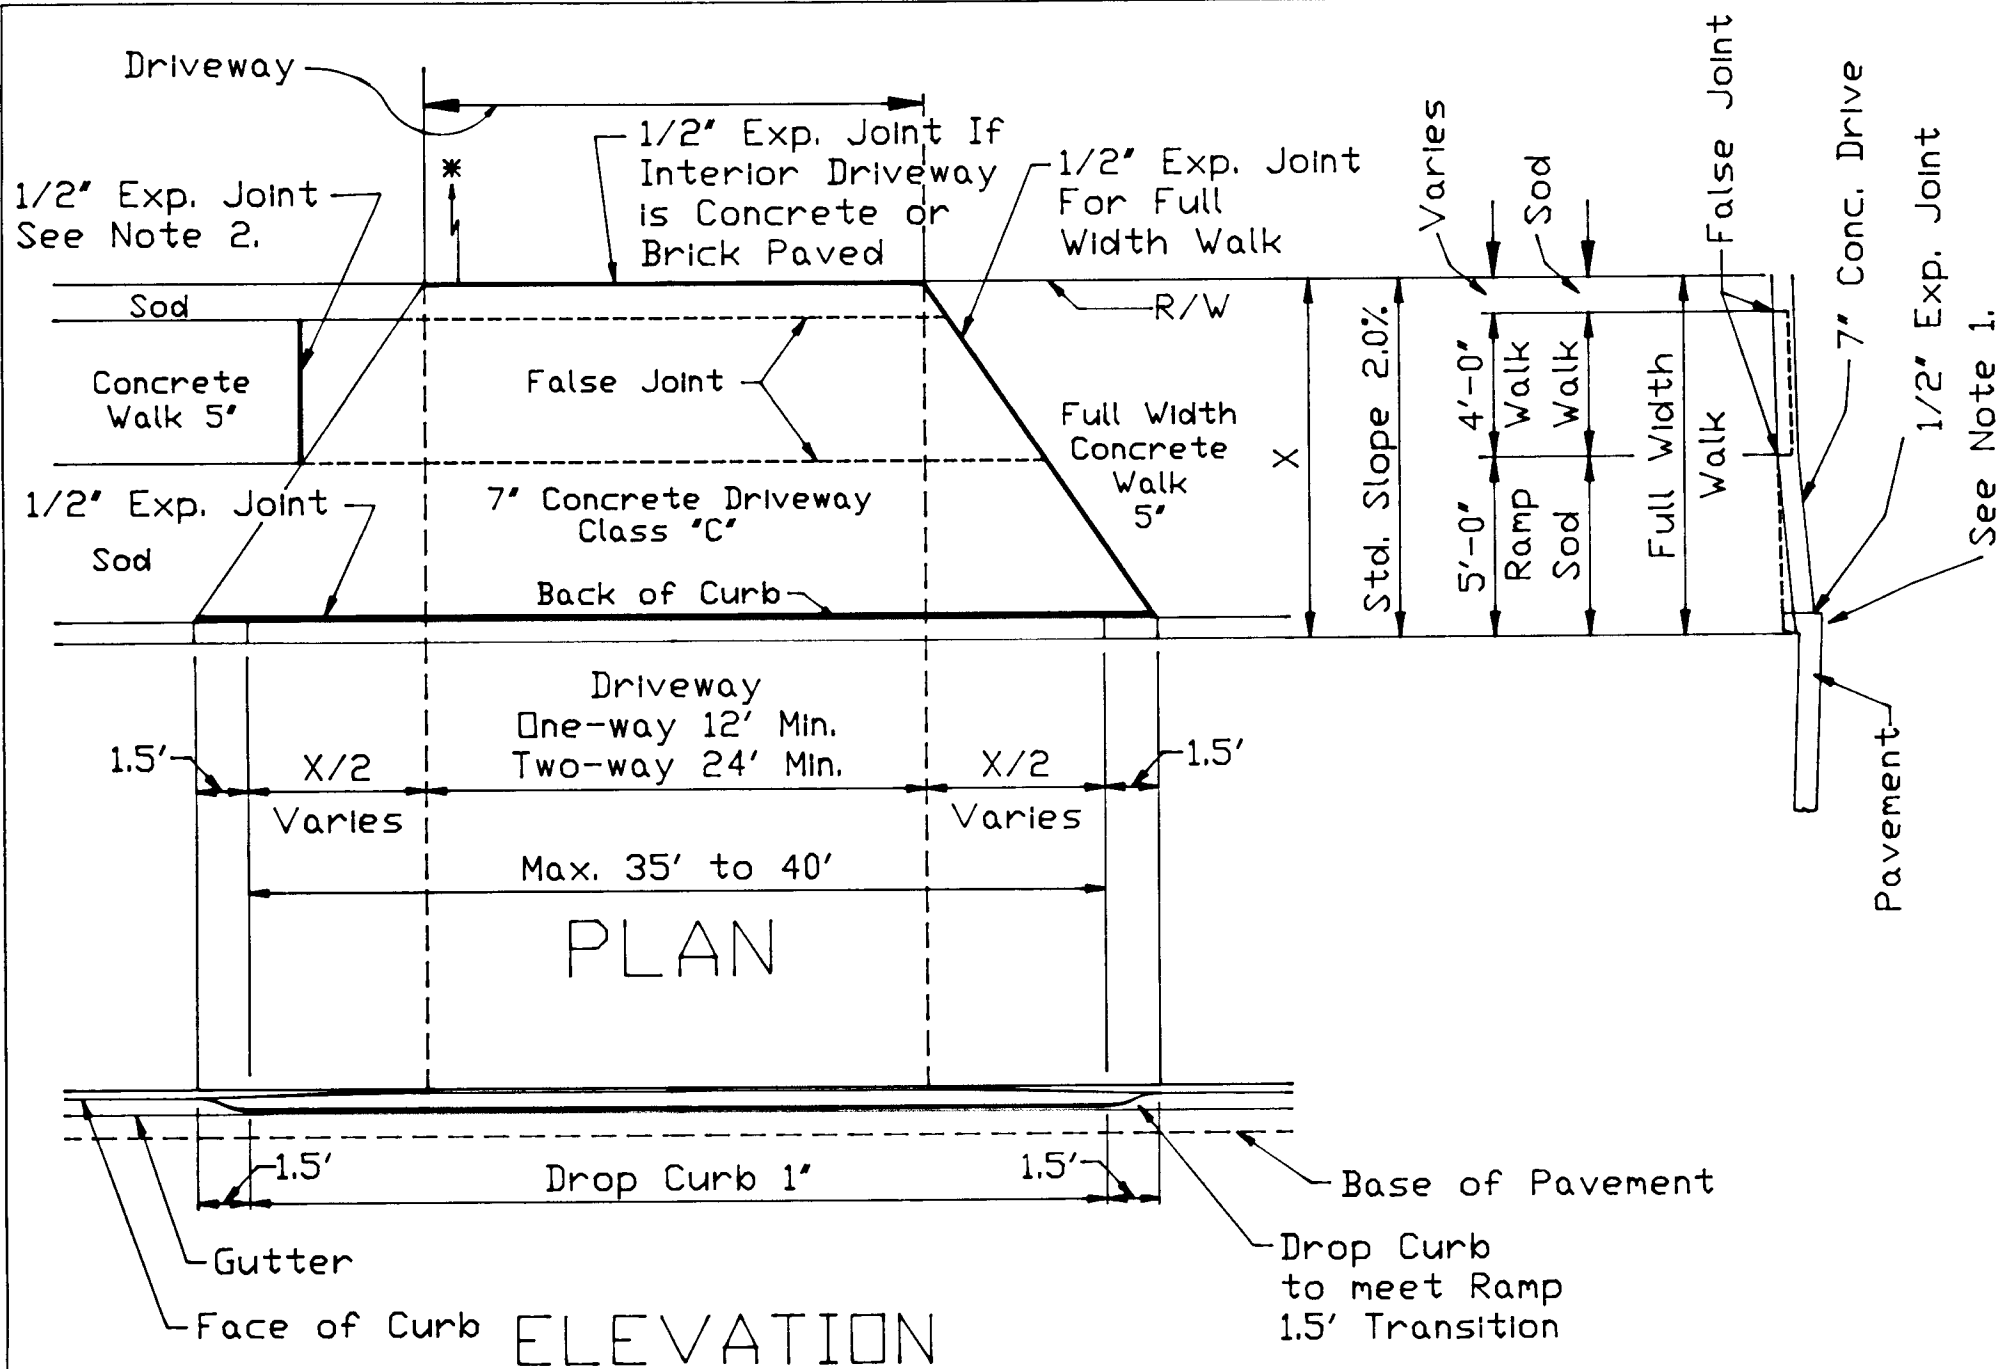 Driveway
1/2" Exp. Joint If
Interior Driveway
is Concrete or
Brick Paved
1/2" Exp. Joint
For Full
Width Walk
*
1/2" Exp. Joint
See Note 2.
Sod
R/W
Concrete
Walk 5"
False Joint
Full Width
Concrete
Walk
5"
1/2" Exp. Joint
7" Concrete Driveway
Class "C"
Sod
Back of Curb
X
Std. Slope 2.0%
Varies
4'-0"
Walk
5'-0"
Ramp
Sod
Walk
Sod
Full Width
Walk
False Joint
7" Conc. Drive
1/2" Exp. Joint
See Note 1.
Pavement
Driveway
One-way 12' Min.
Two-way 24' Min.
1.5'
X/2
Varies
X/2
Varies
1.5'
Max. 35' to 40'
PLAN
1.5'
Drop Curb 1"
1.5'
Base of Pavement
Gutter
Face of Curb
Drop Curb
to meet Ramp
1.5' Transition
ELEVATION